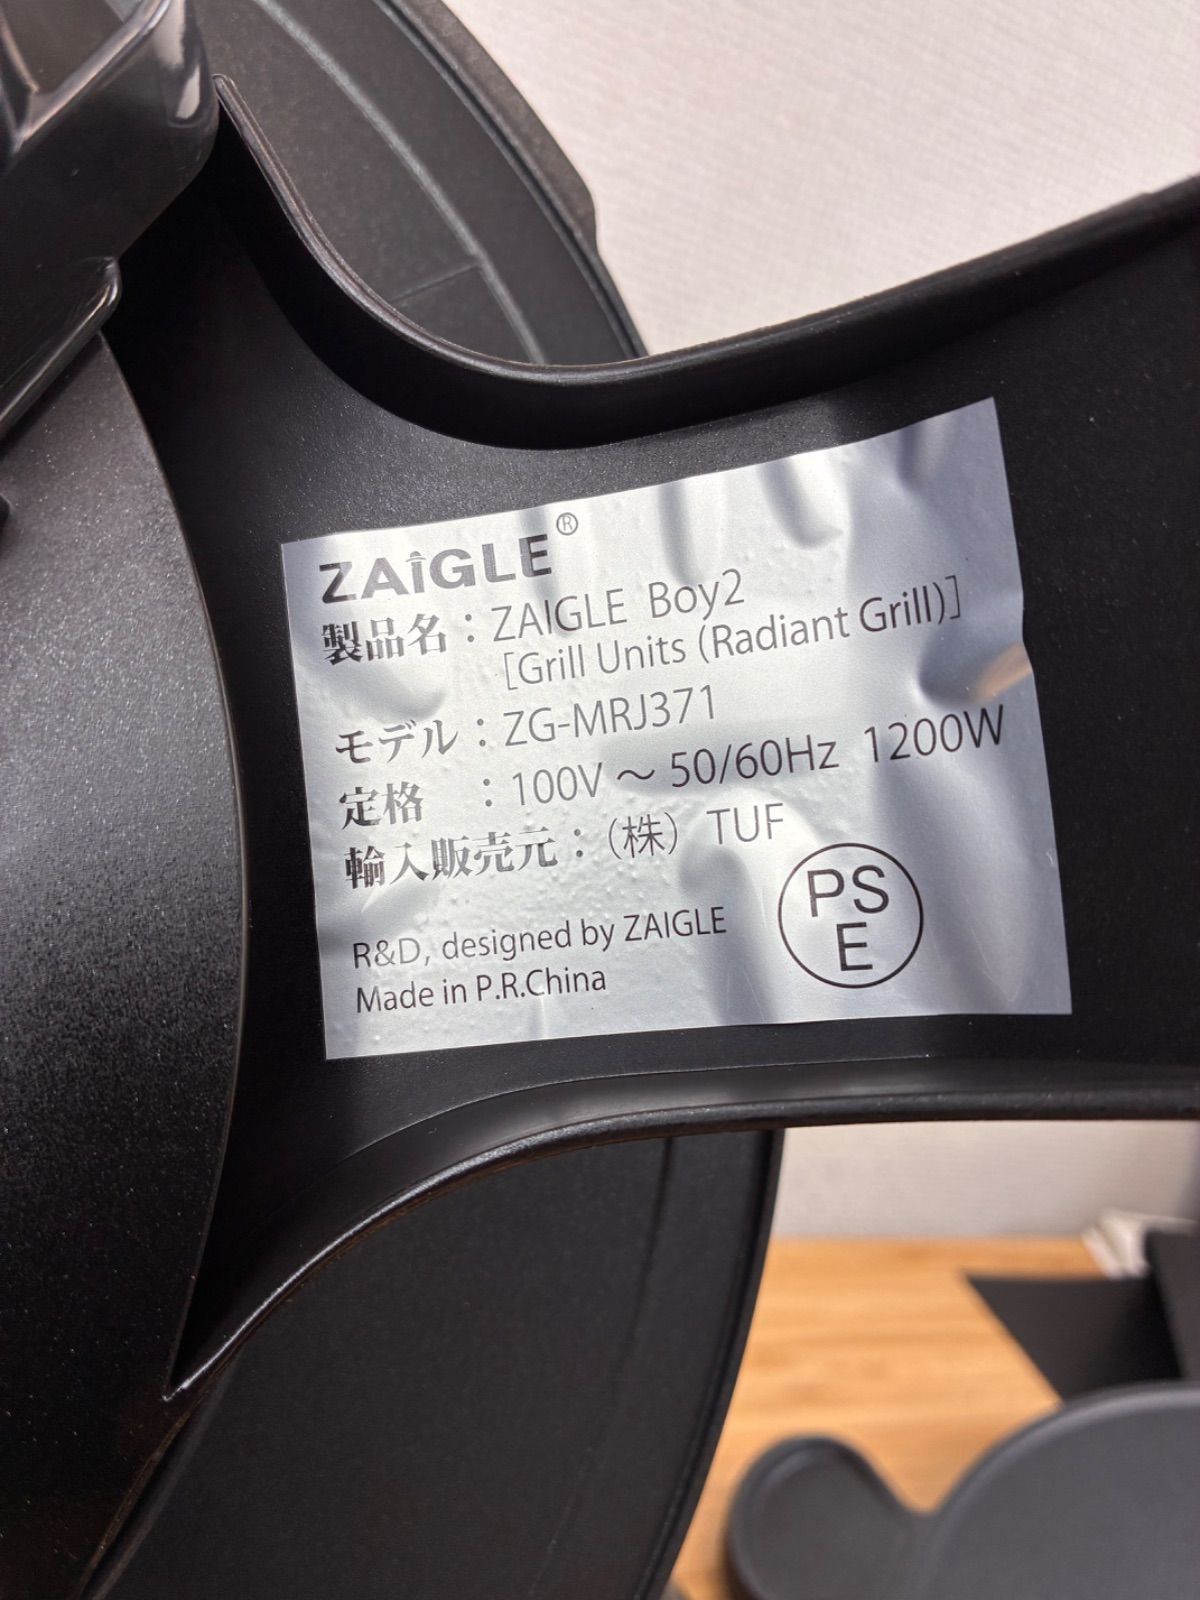 ZAiGLE®
製品名：ZAIGLE Boy2
[Grill Units (Radiant Grill)]
モデル：ZG-MRJ371
定格　：100V～50/60Hz 1200W
輸入販売元：(株) TUF
R&D, designed by ZAIGLE
Made in P.R.China
PS
E